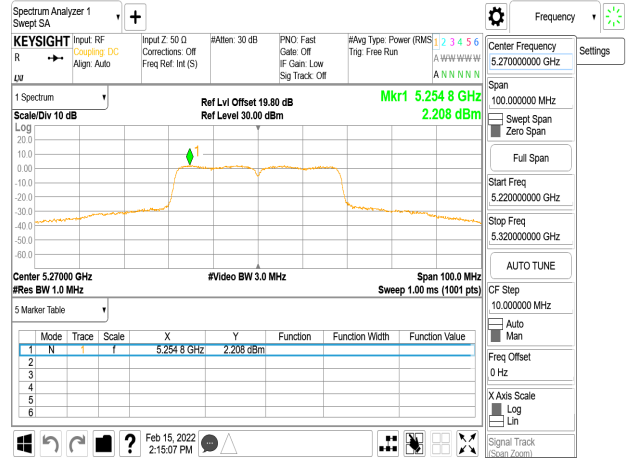 Spectrum Analyzer 1
Swept SA
Frequency
Settings
KEYSIGHT
R
LXI
Input: RF
Coupling: DC
Align: Auto
Input Z: 50 Ω
Corrections: Off
Freq Ref: Int (S)
#Atten: 30 dB
PNO: Fast
Gate: Off
IF Gain: Low
Sig Track: Off
#Avg Type: Power (RMS
Trig: Free Run
1 2 3 4 5 6
A W W W W W
A N N N N N
1 Spectrum
Scale/Div 10 dB
Ref Lvl Offset 19.80 dB
Ref Level 30.00 dBm
Mkr1 5.254 8 GHz
2.208 dBm
Log
20.0
10.0
0.00
-10.0
-20.0
-30.0
-40.0
-50.0
-60.0
1
Center 5.27000 GHz
#Res BW 1.0 MHz
#Video BW 3.0 MHz
Span 100.0 MHz
Sweep 1.00 ms (1001 pts)
5 Marker Table
Mode Trace Scale X Y Function Function Width Function Value
1 N 1 f 5.254 8 GHz 2.208 dBm
2
3
4
5
6
Feb 15, 2022
2:15:07 PM
?
Center Frequency
5.270000000 GHz
Span
100.000000 MHz
Swept Span
Zero Span
Full Span
Start Freq
5.220000000 GHz
Stop Freq
5.320000000 GHz
AUTO TUNE
CF Step
10.000000 MHz
Auto
Man
Freq Offset
0 Hz
X Axis Scale
Log
Lin
Signal Track
(Span Zoom)